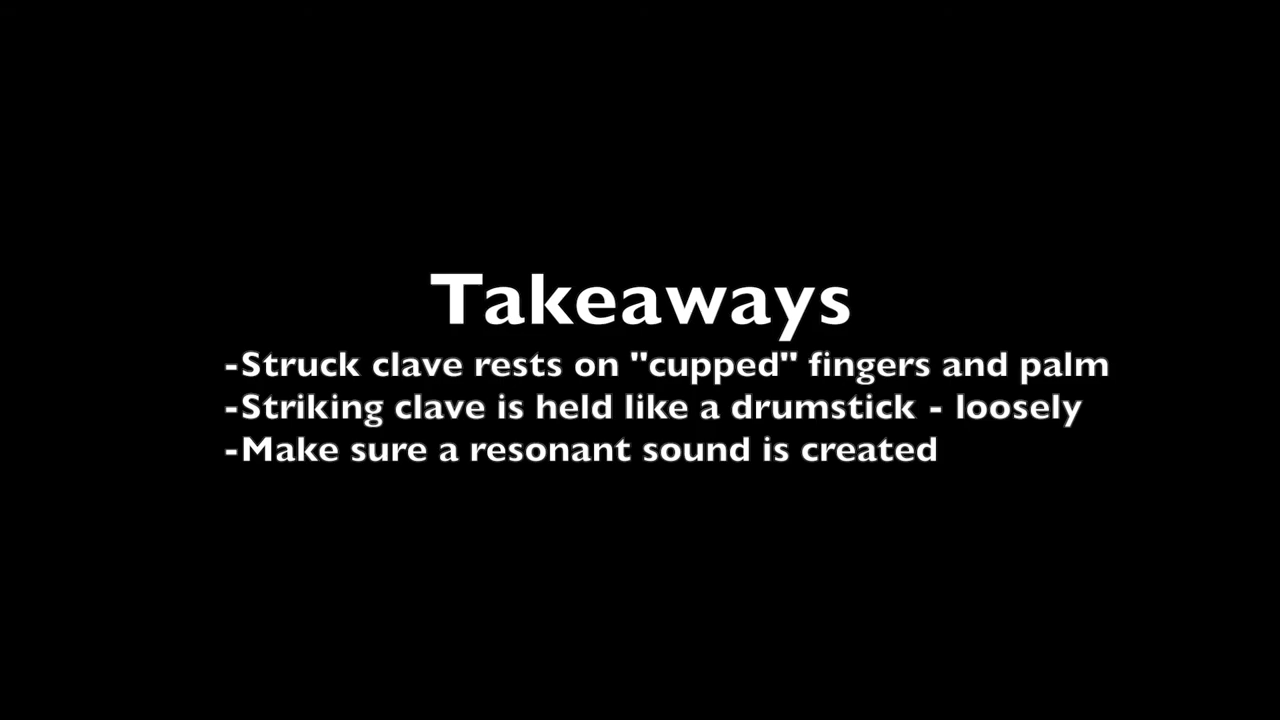 Takeaways
-Struck clave rests on "cupped" fingers and palm
-Striking clave is held like a drumstick - loosely
-Make sure a resonant sound is created